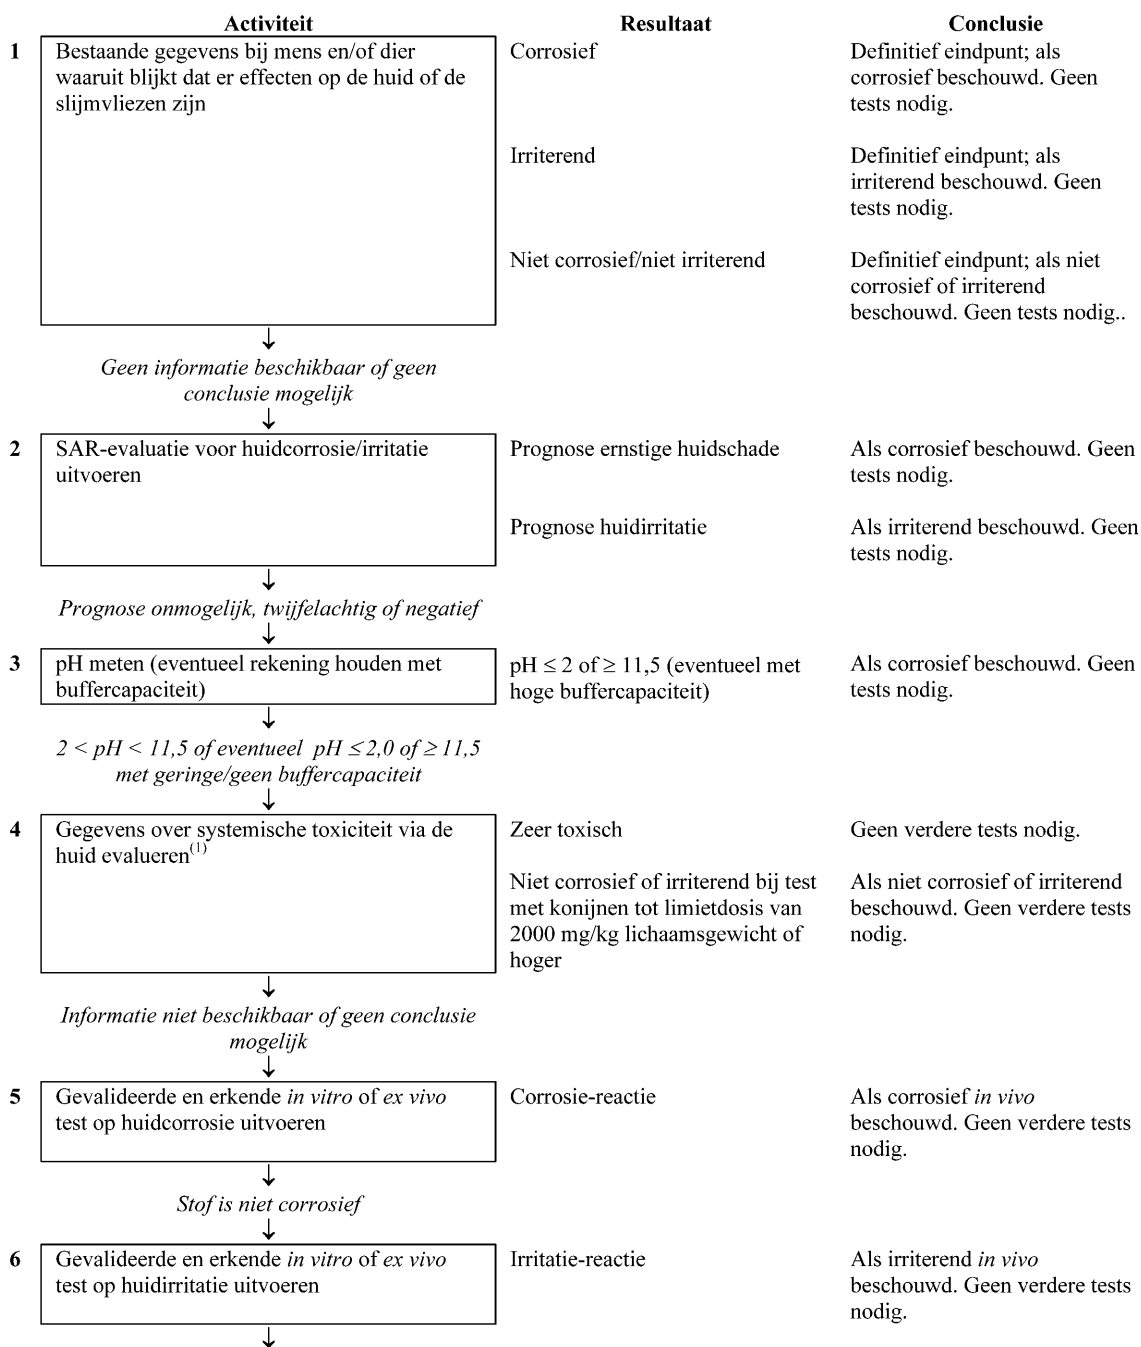 Activiteit Resultaat Conclusie
1 Bestaande gegevens bij mens en/of dier
waaruit blijkt dat er effecten op de huid of de
slijmvliezen zijn
Corrosief
Definitief eindpunt; als
corrosief beschouwd. Geen
tests nodig.
Irriterend
Definitief eindpunt; als
irriterend beschouwd. Geen
tests nodig.
Niet corrosief/niet irriterend
Definitief eindpunt; als niet
corrosief of irriterend
beschouwd. Geen tests nodig..
↓
Geen informatie beschikbaar of geen
conclusie mogelijk
↓
2 SAR-evaluatie voor huidcorrosie/irritatie
uitvoeren
Prognose ernstige huidschade
Als corrosief beschouwd. Geen
tests nodig.
Prognose huidirritatie
Als irriterend beschouwd. Geen
tests nodig.
↓
Prognose onmogelijk, twijfelachtig of negatief
↓
3 pH meten (eventueel rekening houden met
buffercapaciteit)
pH ≤ 2 of ≥ 11,5 (eventueel met
hoge buffercapaciteit)
Als corrosief beschouwd. Geen
tests nodig.
↓
2 < pH < 11,5 of eventueel pH ≤ 2,0 of ≥ 11,5
met geringe/geen buffercapaciteit
↓
4 Gegevens over systemische toxiciteit via de
huid evalueren(1)
Zeer toxisch
Geen verdere tests nodig.
Niet corrosief of irriterend bij test
met konijnen tot limietdosis van
2000 mg/kg lichaamsgewicht of
hoger
Als niet corrosief of irriterend
beschouwd. Geen verdere tests
nodig.
↓
Informatie niet beschikbaar of geen conclusie
mogelijk
↓
5 Gevalideerde en erkende in vitro of ex vivo
test op huidcorrosie uitvoeren
Corrosie-reactie
Als corrosief in vivo
beschouwd. Geen verdere tests
nodig.
↓
Stof is niet corrosief
↓
6 Gevalideerde en erkende in vitro of ex vivo
test op huidirritatie uitvoeren
Irritatie-reactie
Als irriterend in vivo
beschouwd. Geen verdere tests
nodig.
↓